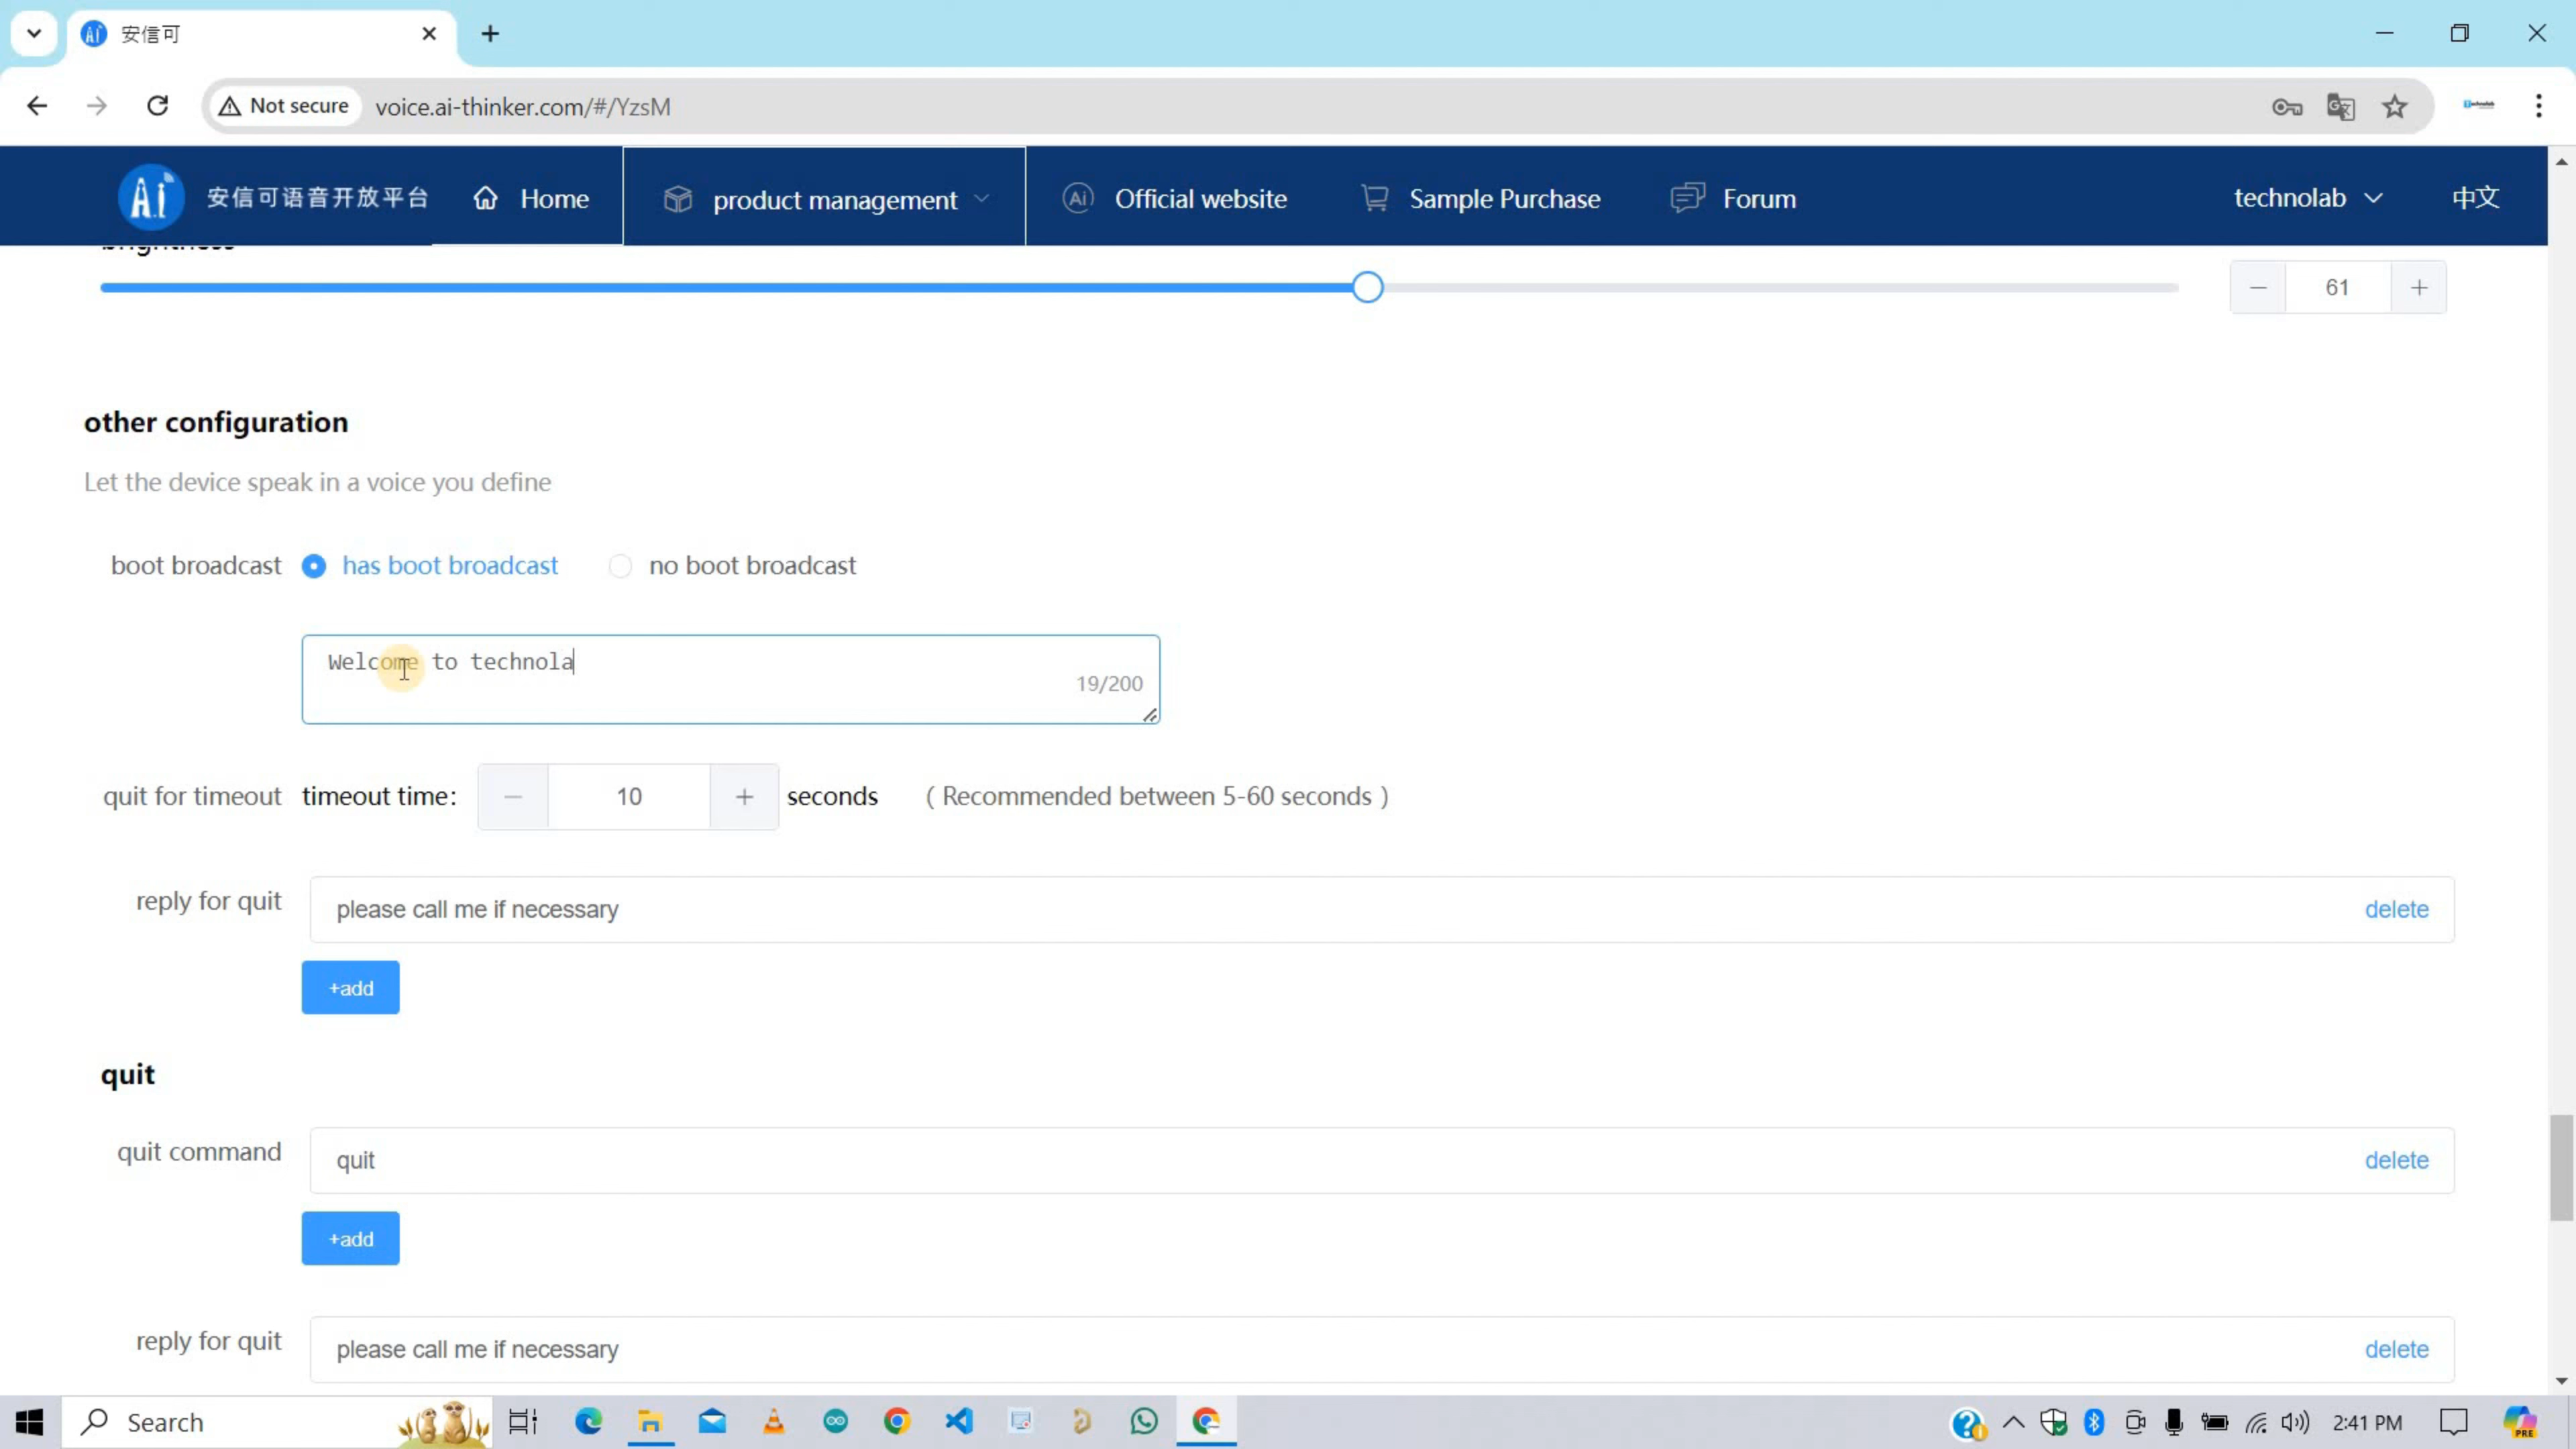 安信可
Not secure voice.ai-thinker.com/#/YzsM
安信可语音开放平台 Home product management Official website Sample Purchase Forum technolab 中文
brightness
61
other configuration
Let the device speak in a voice you define
boot broadcast has boot broadcast no boot broadcast
Welcome to technola
19/200
quit for timeout timeout time: 10 seconds ( Recommended between 5-60 seconds )
reply for quit please call me if necessary delete
+add
quit
quit command quit delete
+add
reply for quit please call me if necessary delete
Search 2:41 PM PRE